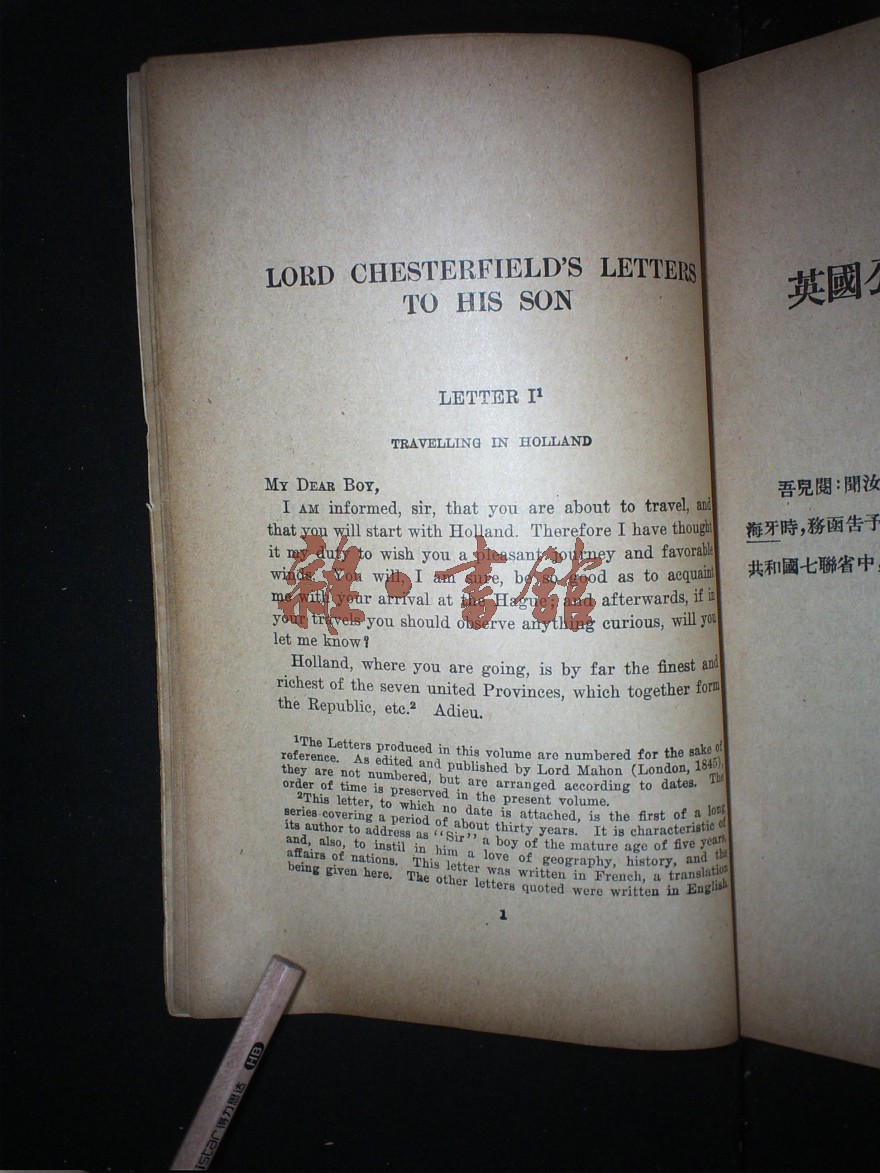 LORD CHESTERFIELD'S LETTERS
TO HIS SON
LETTER I¹
TRAVELLING IN HOLLAND
MY DEAR BOY,
I AM informed, sir, that you are about to travel, and
that you will start with Holland. Therefore I have thought
it my duty to wish you a pleasant journey and favorable
winds. You will, I am sure, be so good as to acquaint
me with your arrival at the Hague; and afterwards, if in
your travels you should observe anything curious, will you
let me know?
Holland, where you are going, is by far the finest and
richest of the seven united Provinces, which together form
the Republic, etc.² Adieu.
¹The Letters produced in this volume are numbered for the sake of
reference. As edited and published by Lord Mahon (London, 1845),
they are not numbered, but are arranged according to dates. The
order of time is preserved in the present volume.
²This letter, to which no date is attached, is the first of a long
series covering a period of about thirty years. It is characteristic of
its author to address as "Sir" a boy of the mature age of five years,
and, also, to instil in him a love of geography, history, and the
affairs of nations. This letter was written in French, a translation
being given here. The other letters quoted were written in English
1
雜·書館
英國公
吾兒閱:聞汝
海牙時,務函告予
共和國七聯省中
HB